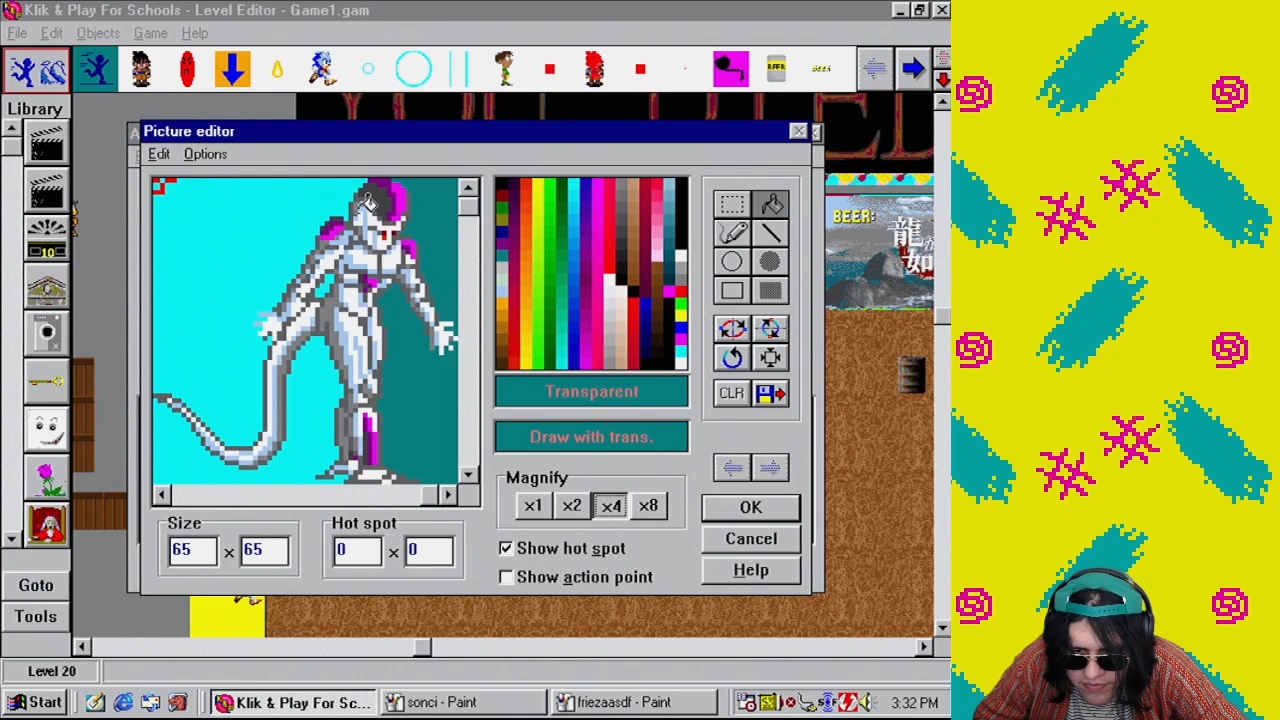 Klik & Play For Schools - Level Editor - Game1.gam
File Edit Objects Game Help
Library
10
Picture editor
Edit Options
Transparent
Draw with trans.
CLR
Magnify
x1 x2 x4 x8
OK
Cancel
Help
Size
65 x 65
Hot spot
0 x 0
Show hot spot
Show action point
BEER:
龍
如
Goto
Tools
Level 20
Start
Klik & Play For Sc...
sonci - Paint
friezaasdf - Paint
3:32 PM